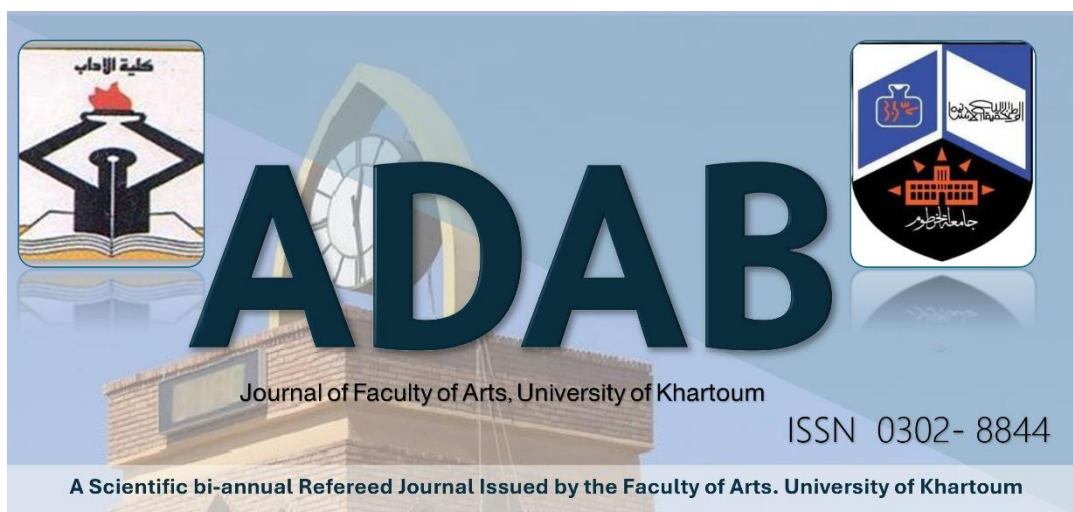 كلية الآداب
جامعة الخرطوم
ADAB
Journal of Faculty of Arts, University of Khartoum
ISSN 0302- 8844
A Scientific bi-annual Refereed Journal Issued by the Faculty of Arts. University of Khartoum